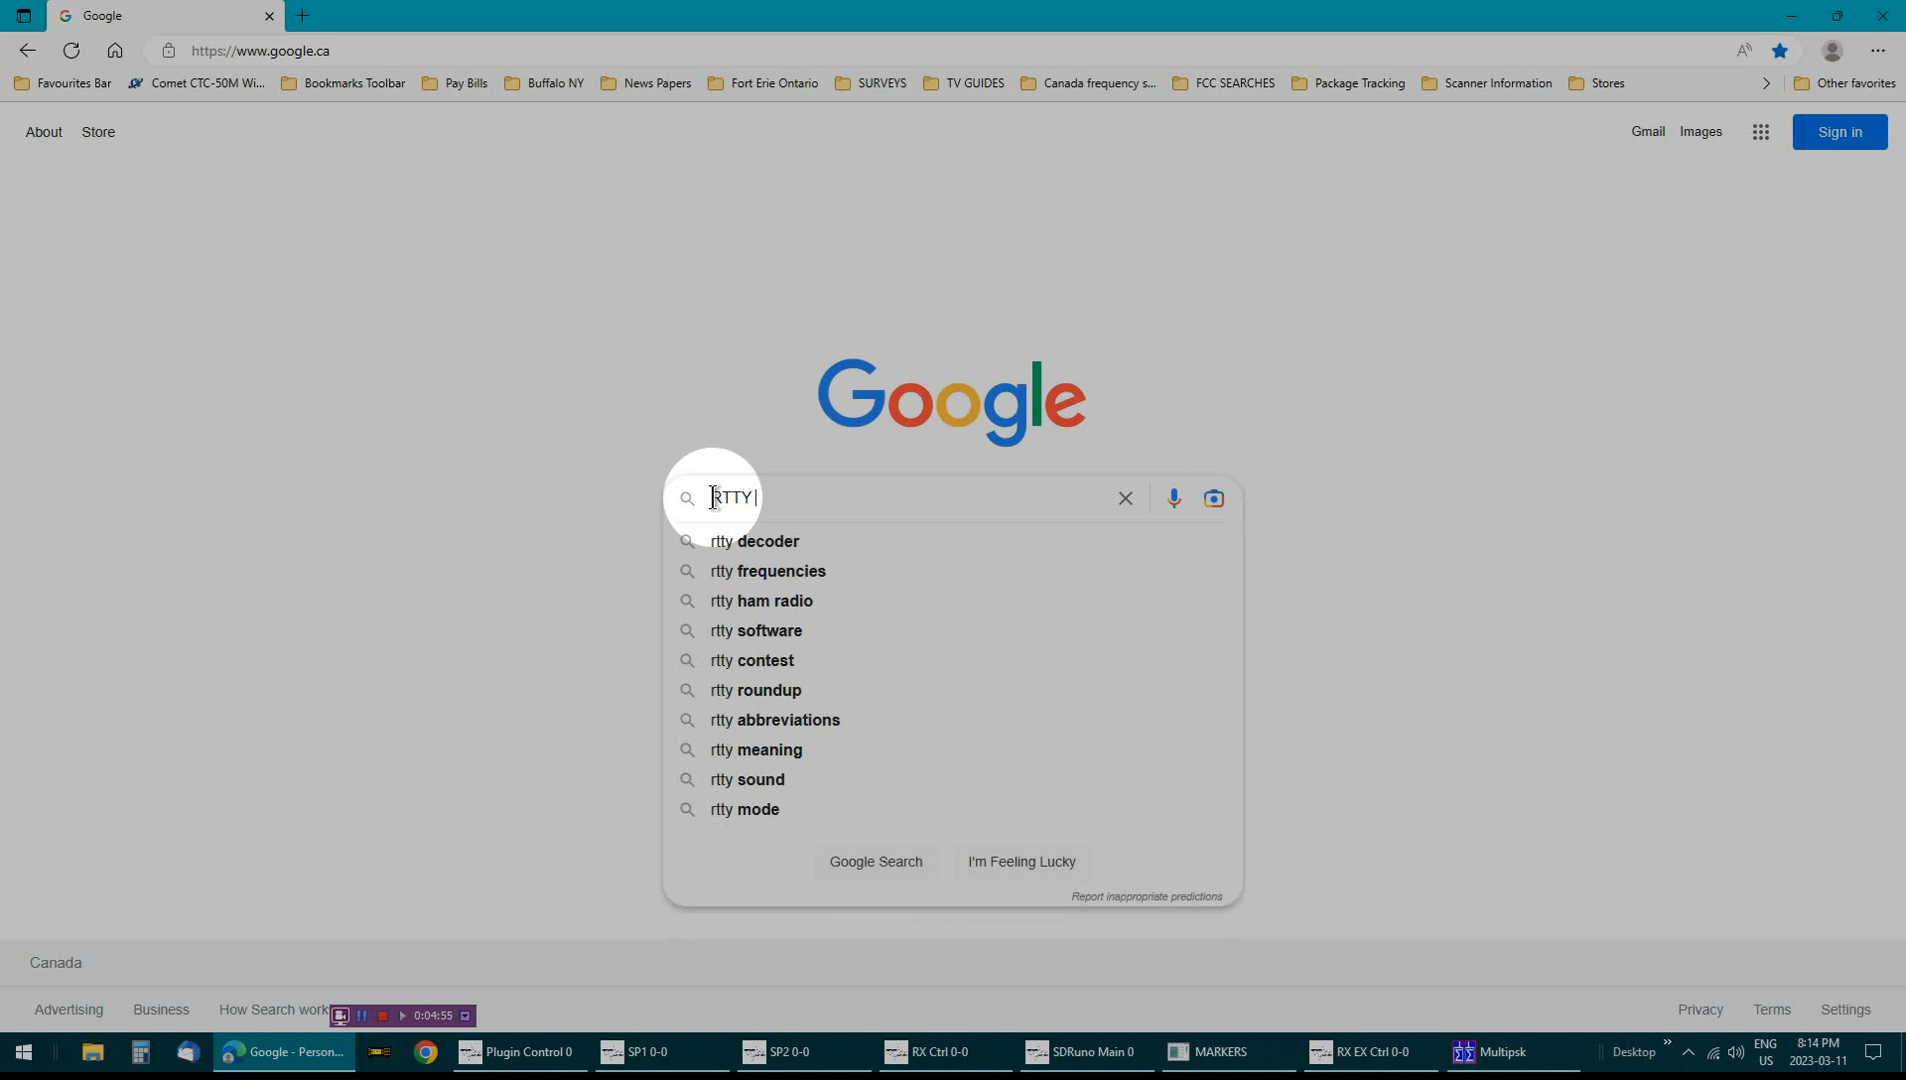 Google
https://www.google.ca
Favourites Bar
Comet CTC-50M Wi...
Bookmarks Toolbar
Pay Bills
Buffalo NY
News Papers
Fort Erie Ontario
SURVEYS
TV GUIDES
Canada frequency s...
FCC SEARCHES
Package Tracking
Scanner Information
Stores
Other favorites
About
Store
Gmail
Images
Sign in
Google
RTTY
rtty decoder
rtty frequencies
rtty ham radio
rtty software
rtty contest
rtty roundup
rtty abbreviations
rtty meaning
rtty sound
rtty mode
Google Search
I'm Feeling Lucky
Report inappropriate predictions
Canada
Advertising
Business
How Search work
0:04:55
Privacy
Terms
Settings
Google - Person...
Plugin Control 0
SP1 0-0
SP2 0-0
RX Ctrl 0-0
SDRuno Main 0
MARKERS
RX EX Ctrl 0-0
Multipsk
Desktop
ENG
US
8:14 PM
2023-03-11